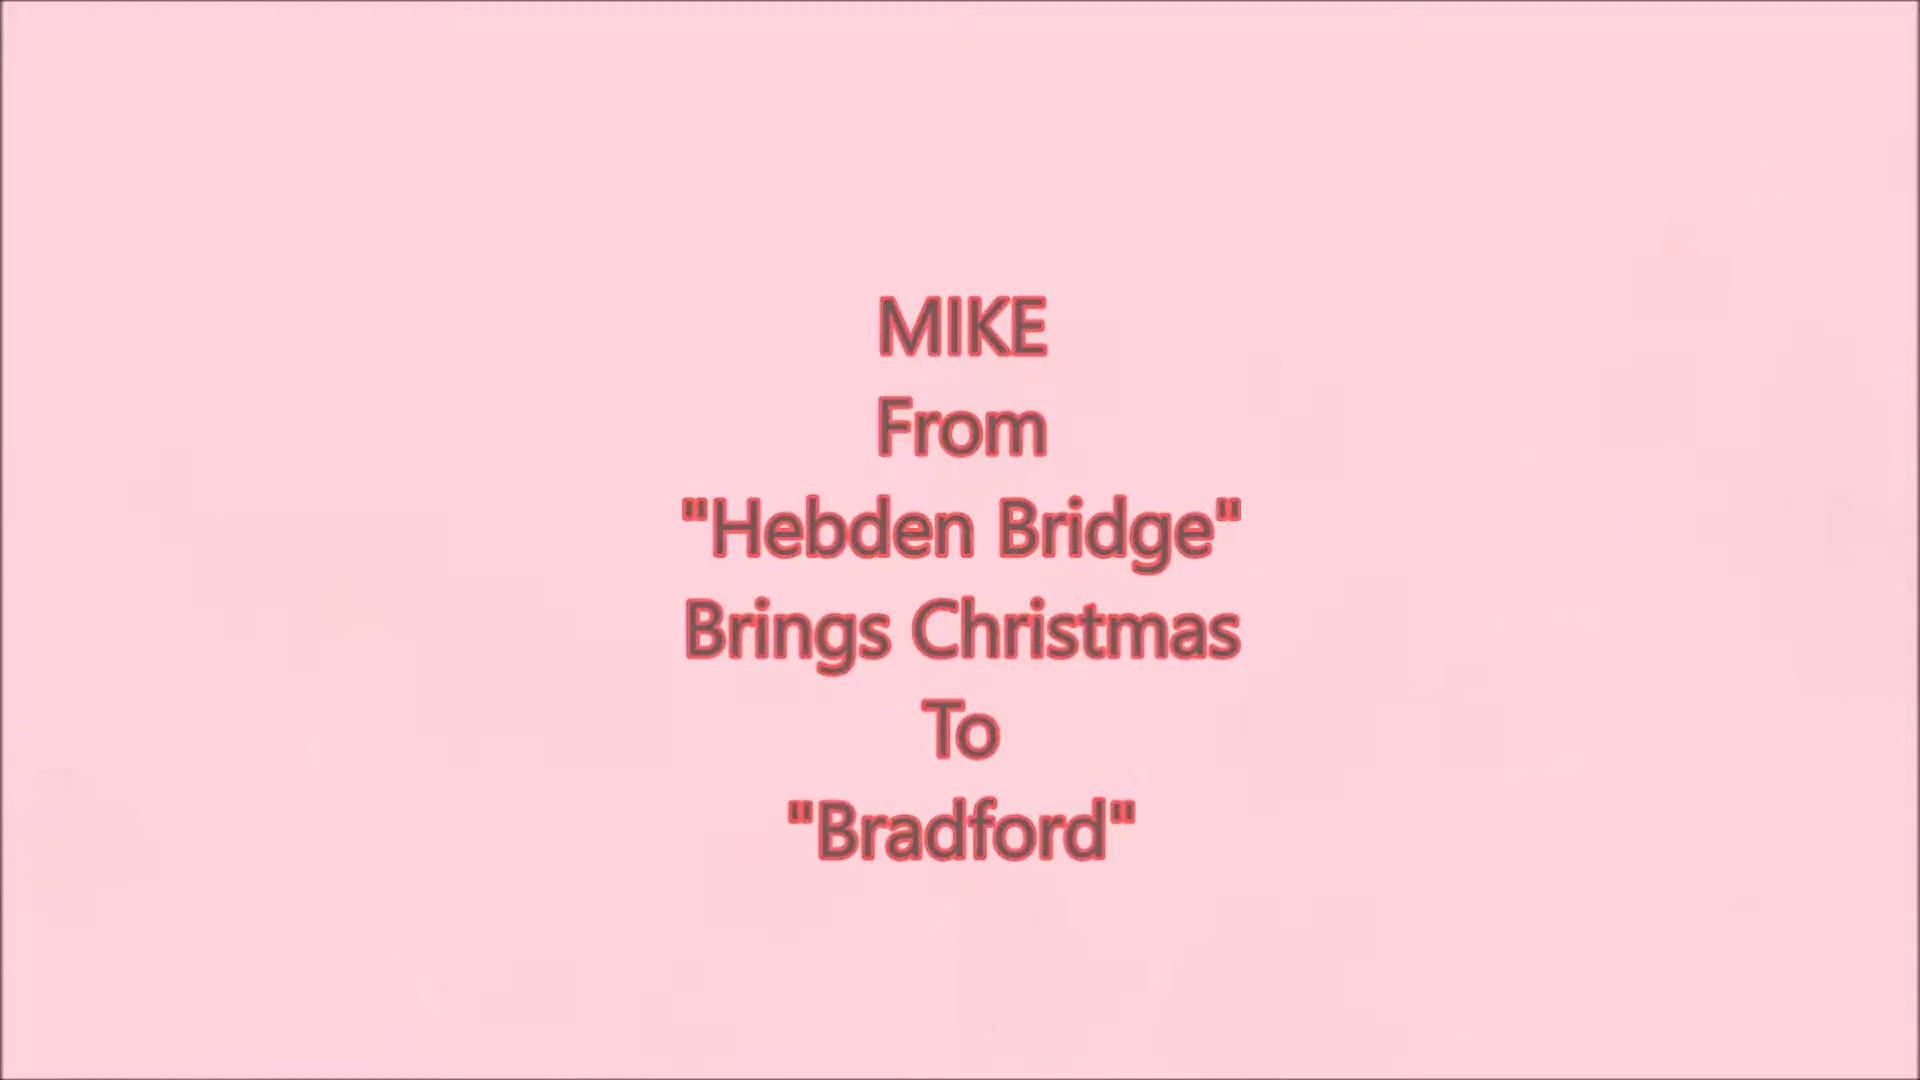 MIKE
From
"Hebden Bridge"
Brings Christmas
To
"Bradford"